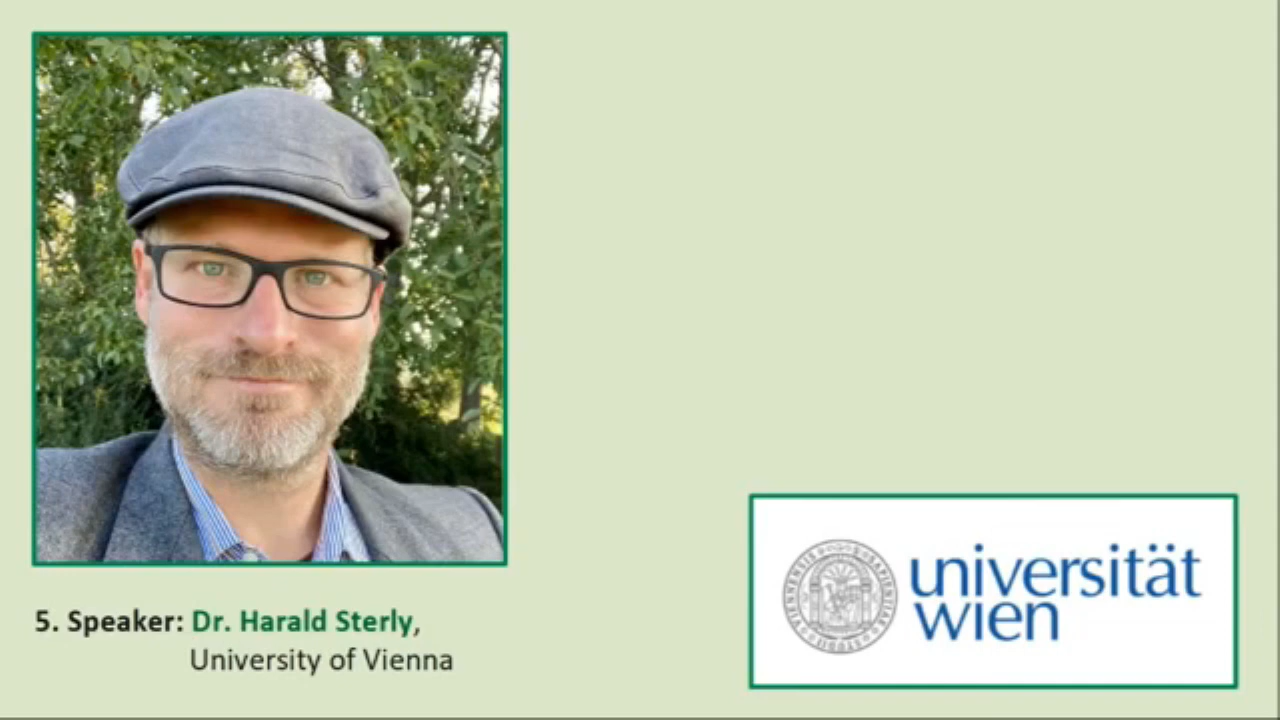 5. Speaker: Dr. Harald Sterly,
University of Vienna
universität
wien